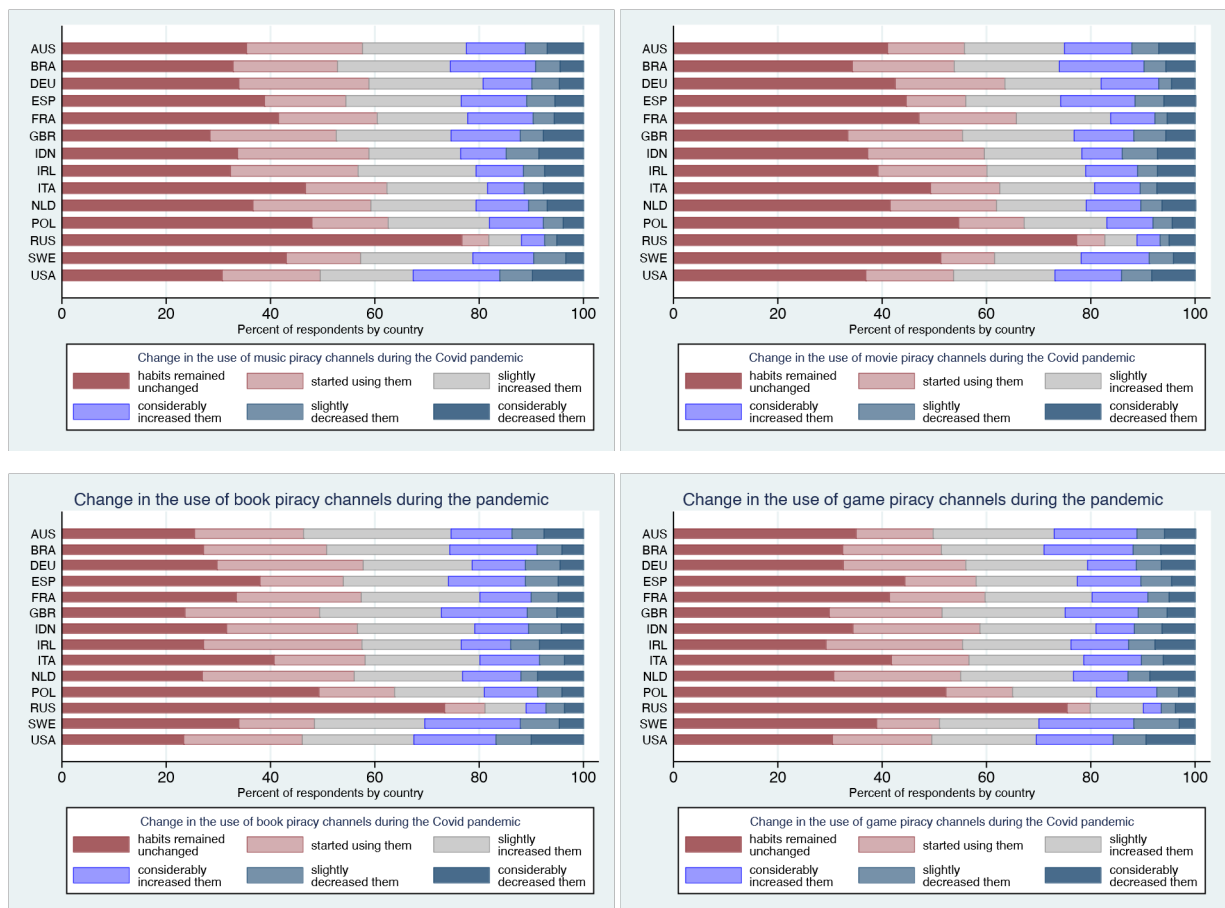 AUS
BRA
DEU
ESP
FRA
GBR
IDN
IRL
ITA
NLD
POL
RUS
SWE
USA
0 20 40 60 80 100
Percent of respondents by country
Change in the use of music piracy channels during the Covid pandemic
habits remained unchanged
started using them
slightly increased them
considerably increased them
slightly decreased them
considerably decreased them
AUS
BRA
DEU
ESP
FRA
GBR
IDN
IRL
ITA
NLD
POL
RUS
SWE
USA
0 20 40 60 80 100
Percent of respondents by country
Change in the use of movie piracy channels during the Covid pandemic
habits remained unchanged
started using them
slightly increased them
considerably increased them
slightly decreased them
considerably decreased them
Change in the use of book piracy channels during the pandemic
AUS
BRA
DEU
ESP
FRA
GBR
IDN
IRL
ITA
NLD
POL
RUS
SWE
USA
0 20 40 60 80 100
Percent of respondents by country
Change in the use of book piracy channels during the Covid pandemic
habits remained unchanged
started using them
slightly increased them
considerably increased them
slightly decreased them
considerably decreased them
Change in the use of game piracy channels during the pandemic
AUS
BRA
DEU
ESP
FRA
GBR
IDN
IRL
ITA
NLD
POL
RUS
SWE
USA
0 20 40 60 80 100
Percent of respondents by country
Change in the use of game piracy channels during the Covid pandemic
habits remained unchanged
started using them
slightly increased them
considerably increased them
slightly decreased them
considerably decreased them